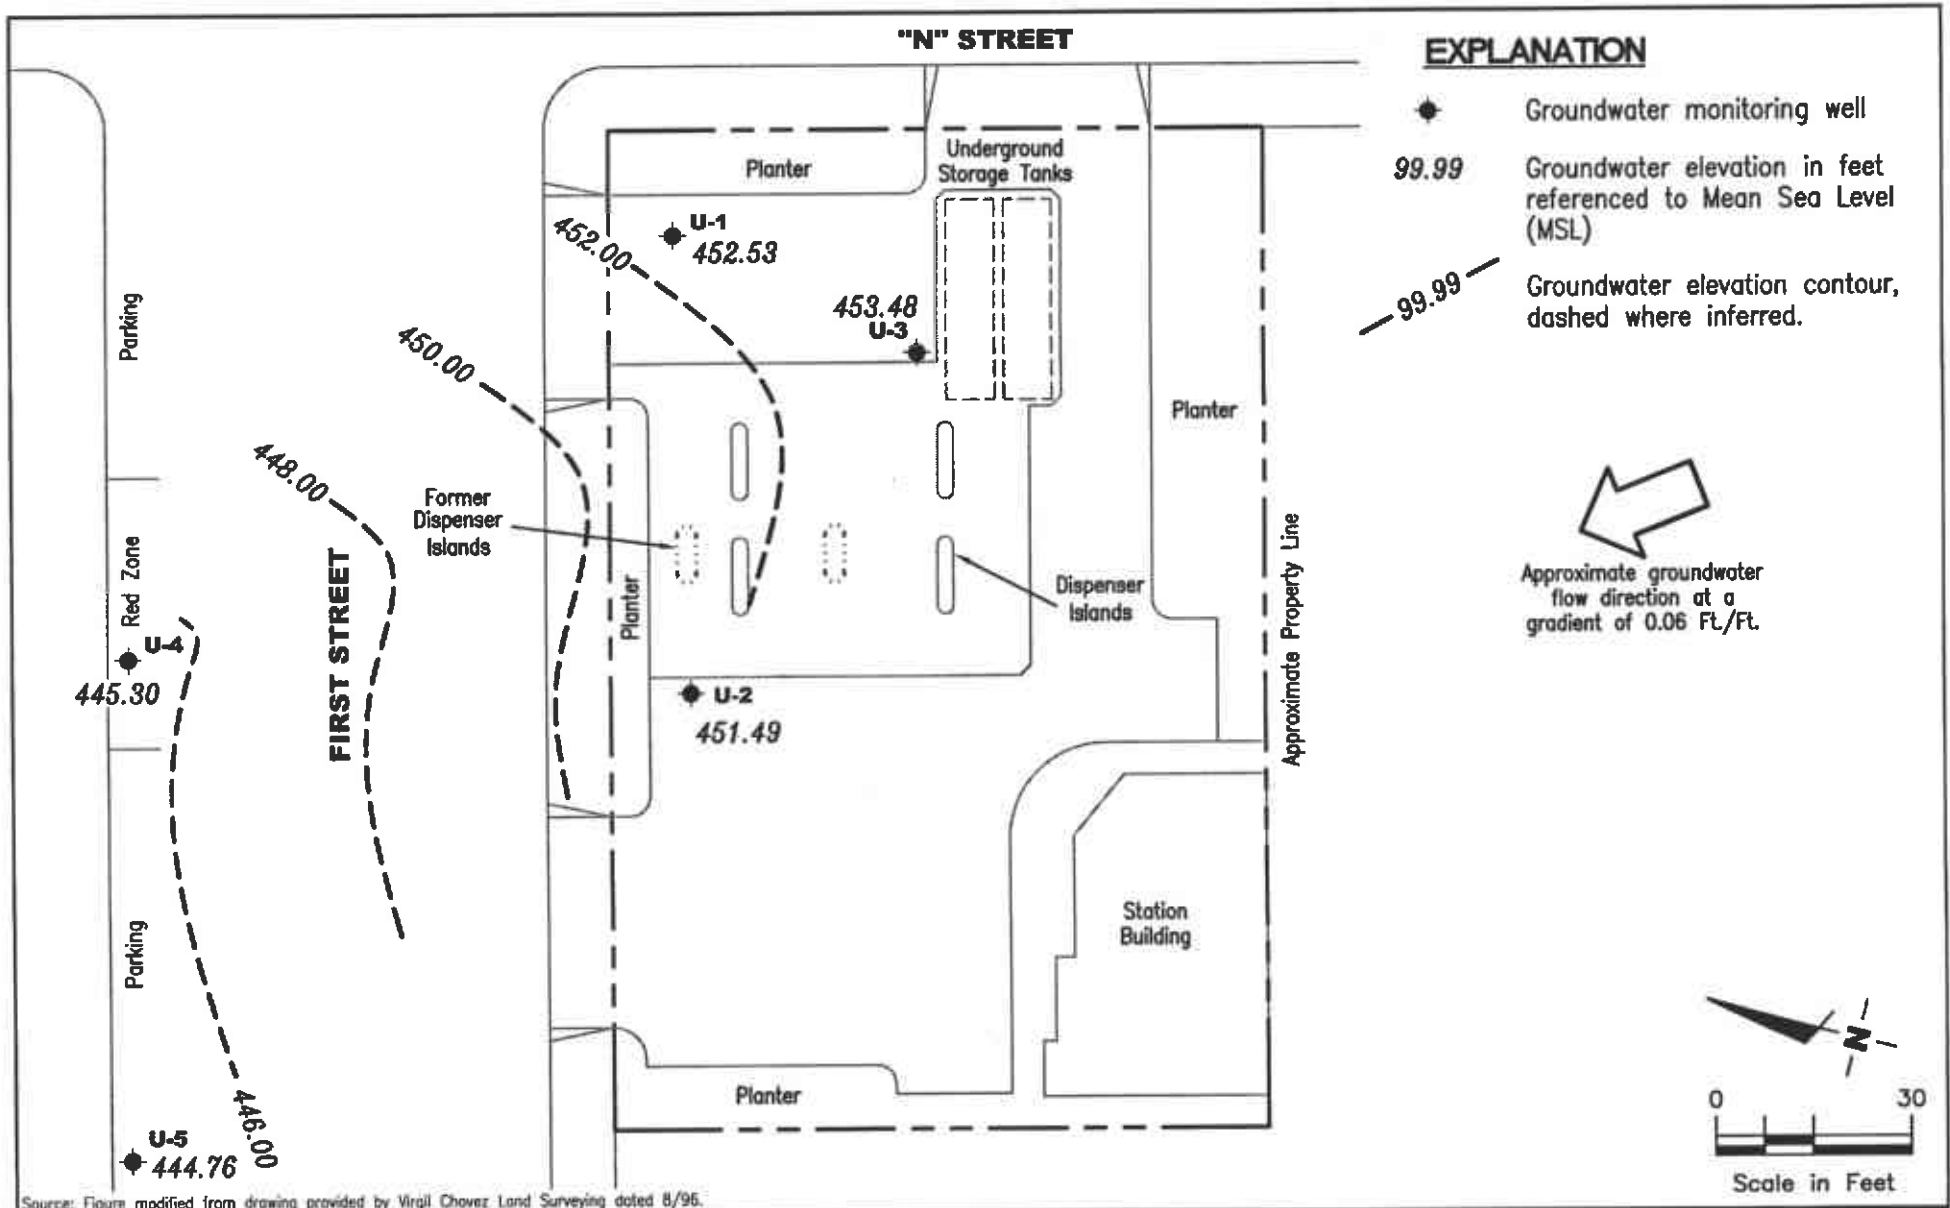 "N" STREET
EXPLANATION
Groundwater monitoring well
99.99
Groundwater elevation in feet
referenced to Mean Sea Level
(MSL)
99.99
Groundwater elevation contour,
dashed where inferred.
Planter
Underground
Storage Tanks
U-1
452.53
452.00
453.48
U-3
Parking
450.00
Planter
448.00
Former
Dispenser
Islands
Red Zone
FIRST STREET
Planter
Dispenser
Islands
Approximate Property Line
Approximate groundwater
flow direction at a
gradient of 0.06 Ft./Ft.
U-4
445.30
U-2
451.49
Parking
Station
Building
N
Planter
446.00
U-5
444.76
0 30
Scale in Feet
Source: Figure modified from drawing provided by Virgil Chavez Land Surveying dated 8/96.